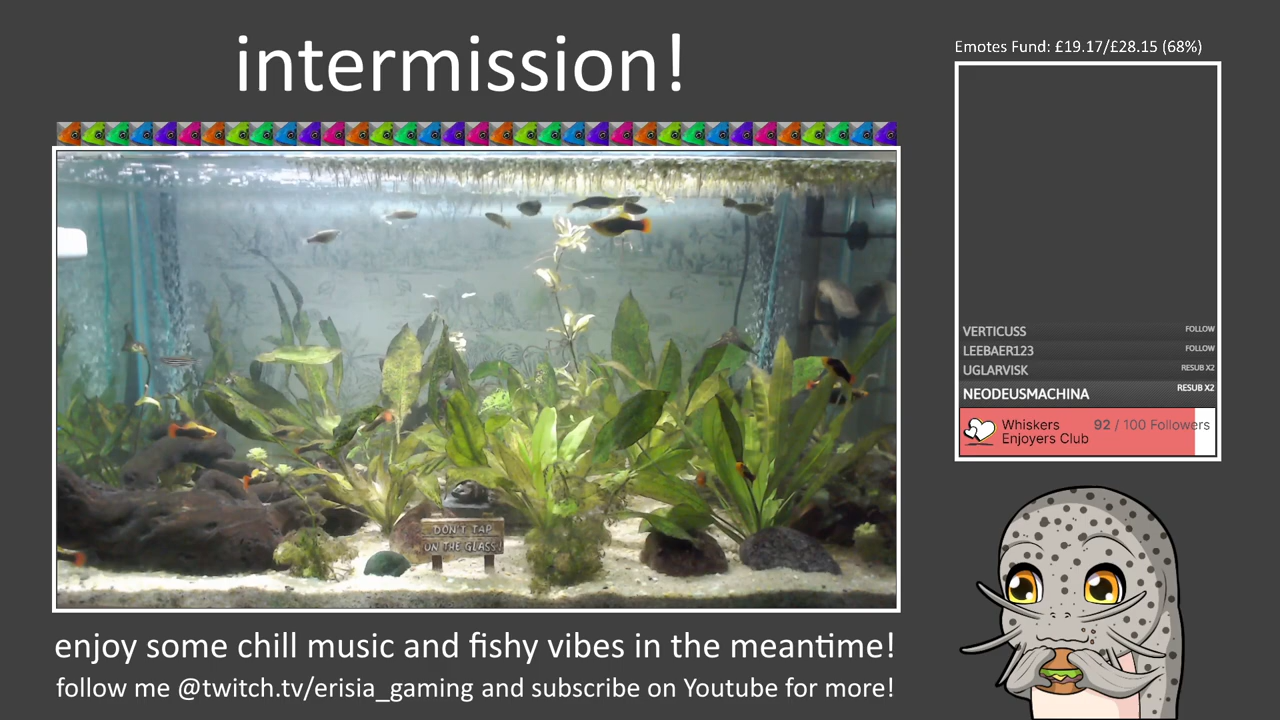 intermission!
Emotes Fund: £19.17/£28.15 (68%)
VERTICUSS FOLLOW
LEEBAER123 FOLLOW
UGLARVISK RESUB X2
NEODEUSMACHINA RESUB X2
Whiskers
Enjoyers Club
92 / 100 Followers
DON'T TAP
ON THE GLASS!
enjoy some chill music and fishy vibes in the meantime!
follow me @twitch.tv/erisia_gaming and subscribe on Youtube for more!